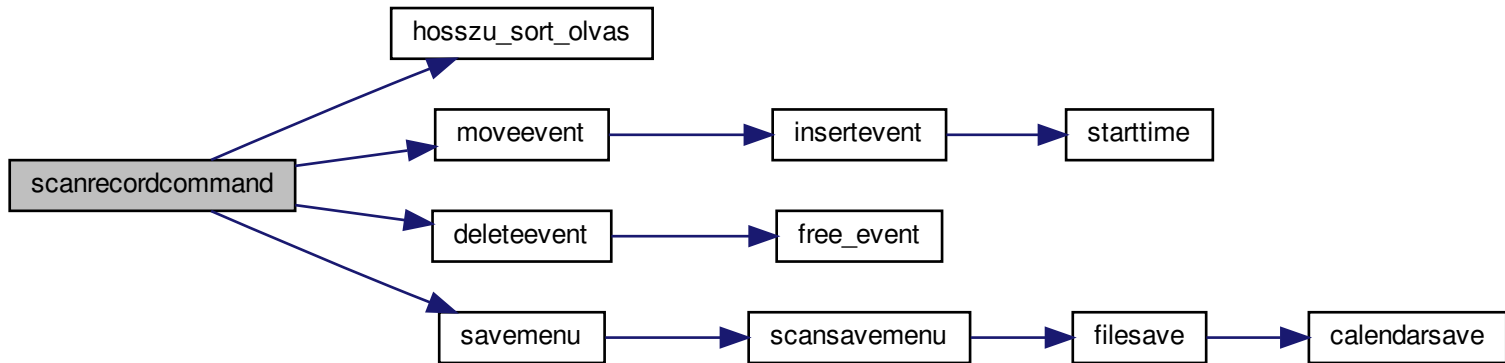 hosszu_sort_olvas
moveevent
insertevent
starttime
scanrecordcommand
deleteevent
free_event
savemenu
scansavemenu
filesave
calendarsave